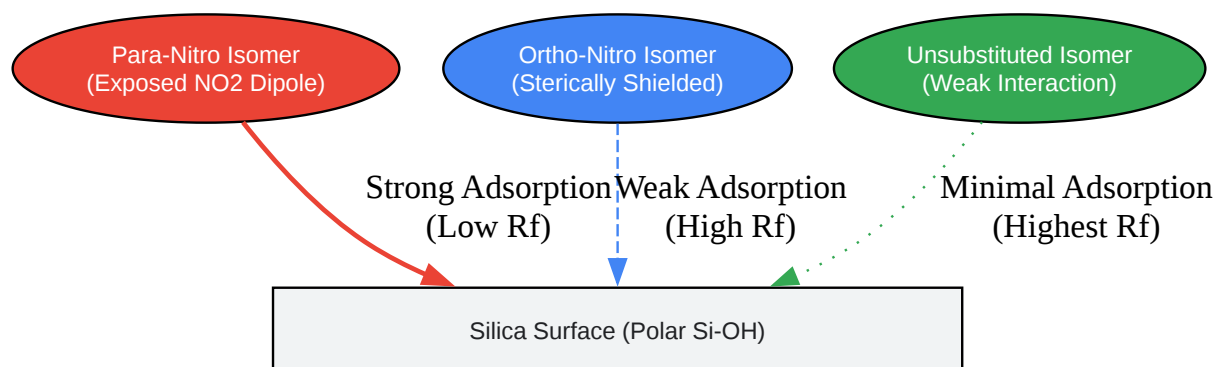 Para-Nitro Isomer
(Exposed NO2 Dipole)
Ortho-Nitro Isomer
(Sterically Shielded)
Unsubstituted Isomer
(Weak Interaction)
Strong Adsorption
(Low Rf)
Weak Adsorption
(High Rf)
Minimal Adsorption
(Highest Rf)
Silica Surface (Polar Si-OH)